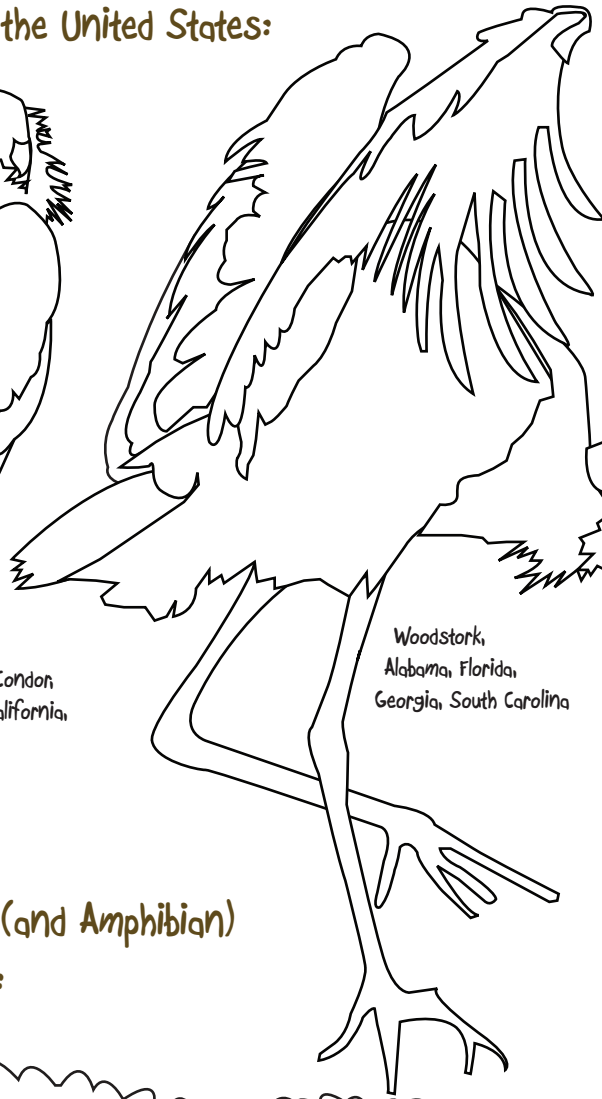 the United States:
Woodstork,
Alabama, Florida,
Georgia, South Carolina
Condor,
alifornia,
(and Amphibian)
: